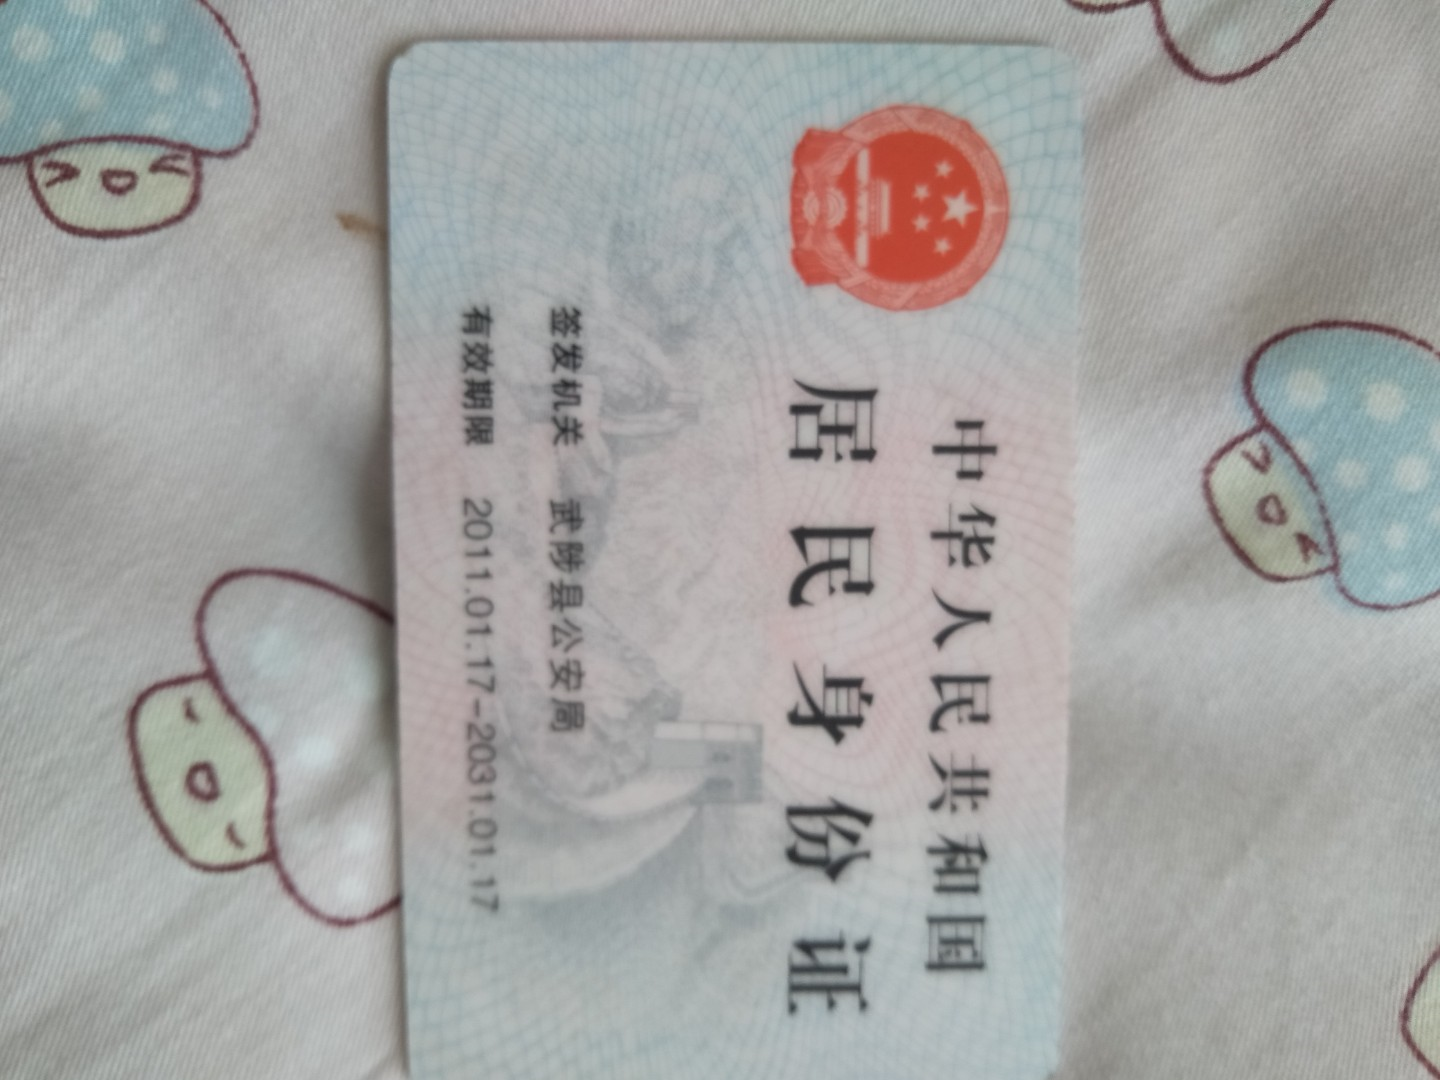 中华人民共和国
居民身份证
签发机关 武陟县公安局
有效期限 2011.01.17-2031.01.17